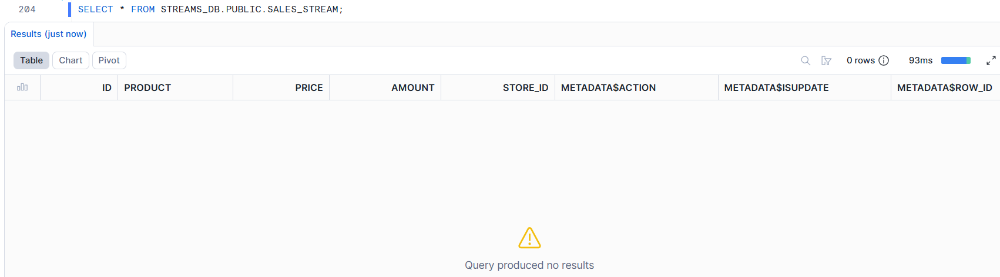 204 SELECT * FROM STREAMS_DB.PUBLIC.SALES_STREAM;
Results (just now)
Table Chart Pivot 0 rows 93ms
ID PRODUCT PRICE AMOUNT STORE_ID METADATA$ACTION METADATA$ISUPDATE METADATA$ROW_ID
Query produced no results